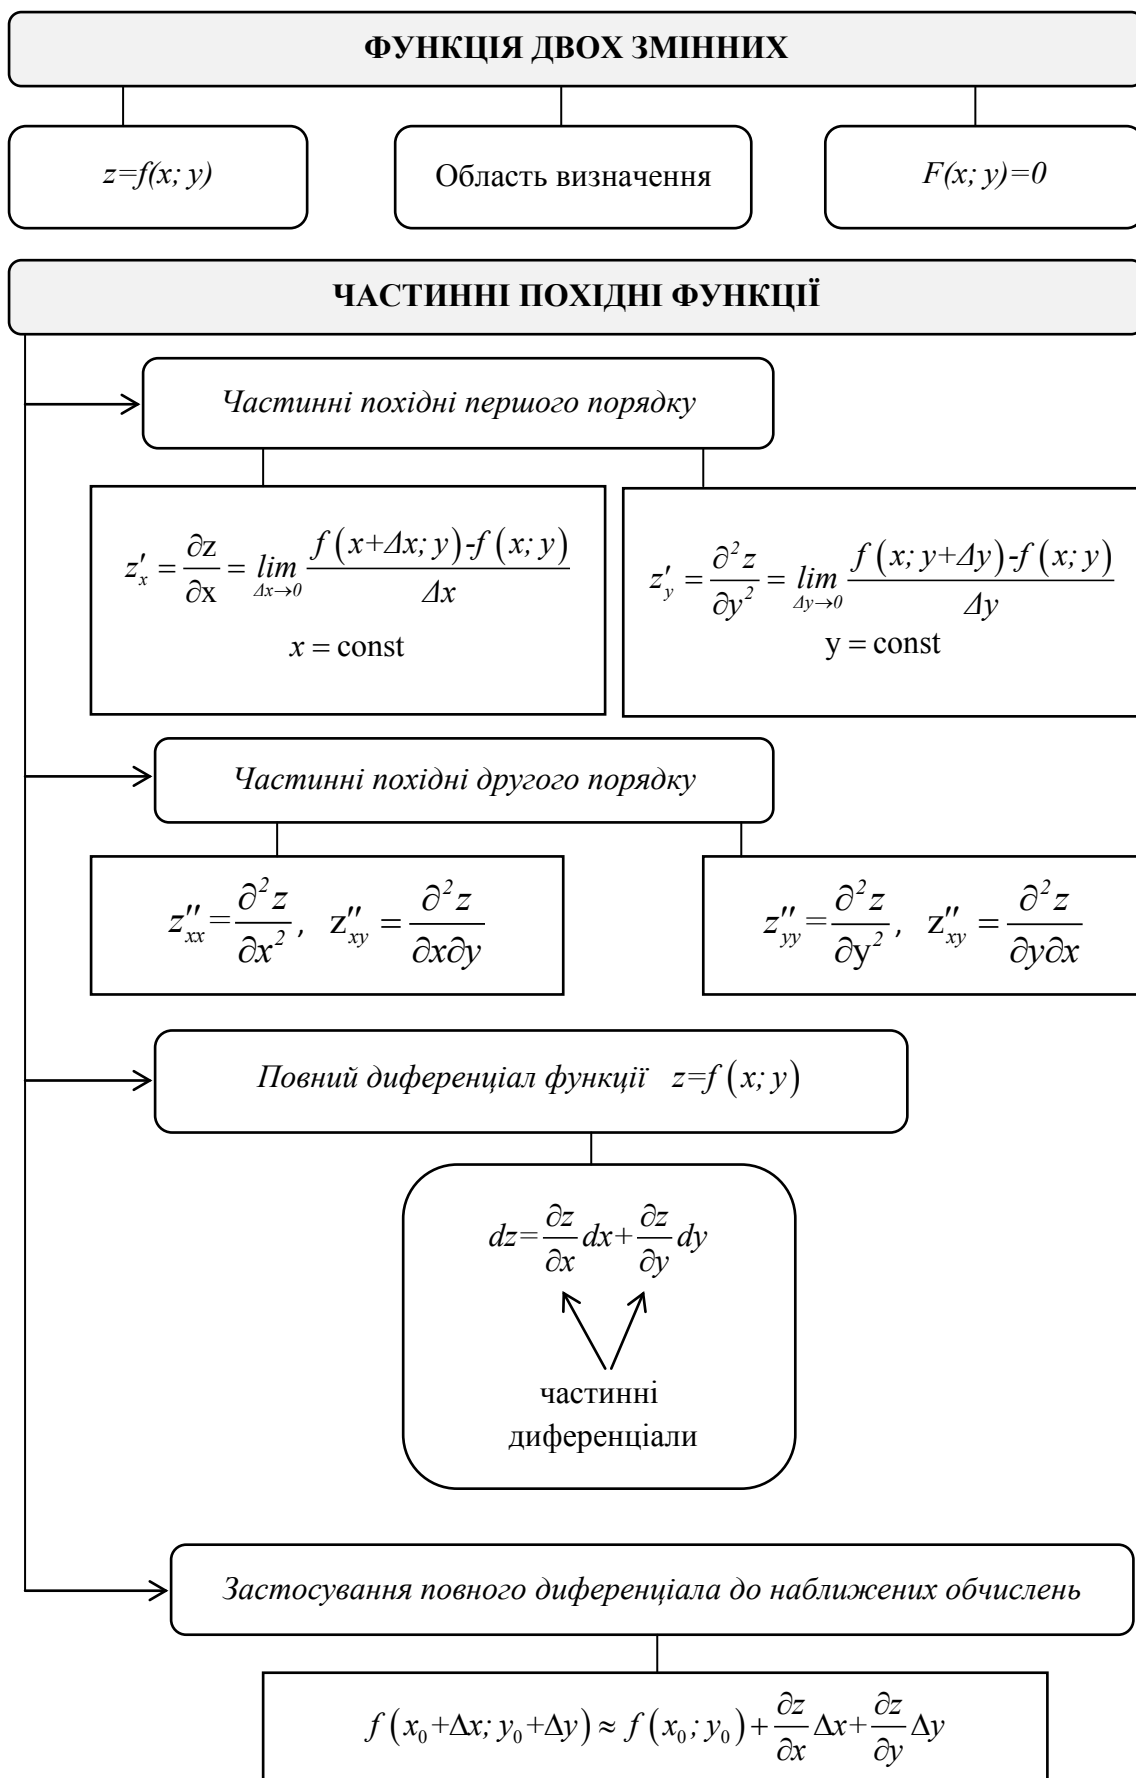 ФУНКЦІЯ ДВОХ ЗМІННИХ
z=f(x; y)
Область визначення
F(x; y)=0
ЧАСТИННІ ПОХІДНІ ФУНКЦІЇ
Частинні похідні першого порядку
z′ₓ = ∂z/∂x = lim Δx→0 (f(x+Δx; y)-f(x; y))/Δx
x = const
z′_y = ∂²z/∂y² = lim Δy→0 (f(x; y+Δy)-f(x; y))/Δy
y = const
Частинні похідні другого порядку
z″_xx = ∂²z/∂x², z″_xy = ∂²z/∂x∂y
z″_yy = ∂²z/∂y², z″_xy = ∂²z/∂y∂x
Повний диференціал функції z=f(x; y)
dz=∂z/∂x dx+∂z/∂y dy
частинні
диференціали
Застосування повного диференціала до наближених обчислень
f(x₀+Δx; y₀+Δy) ≈ f(x₀; y₀)+∂z/∂x Δx+∂z/∂y Δy